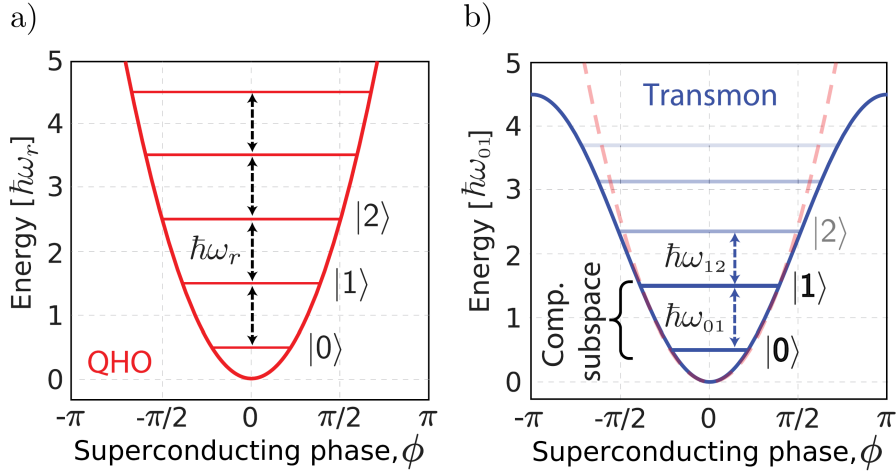 a)
Energy [ħω_r]
5
4
3
2
1
0
|2⟩
ħω_r
|1⟩
|0⟩
QHO
-π
-π/2
0
π/2
π
Superconducting phase, ϕ
b)
Energy [ħω_01]
5
4
3
2
1
0
Transmon
|2⟩
ħω_12
|1⟩
Comp.
subspace
ħω_01
|0⟩
-π
-π/2
0
π/2
π
Superconducting phase, ϕ